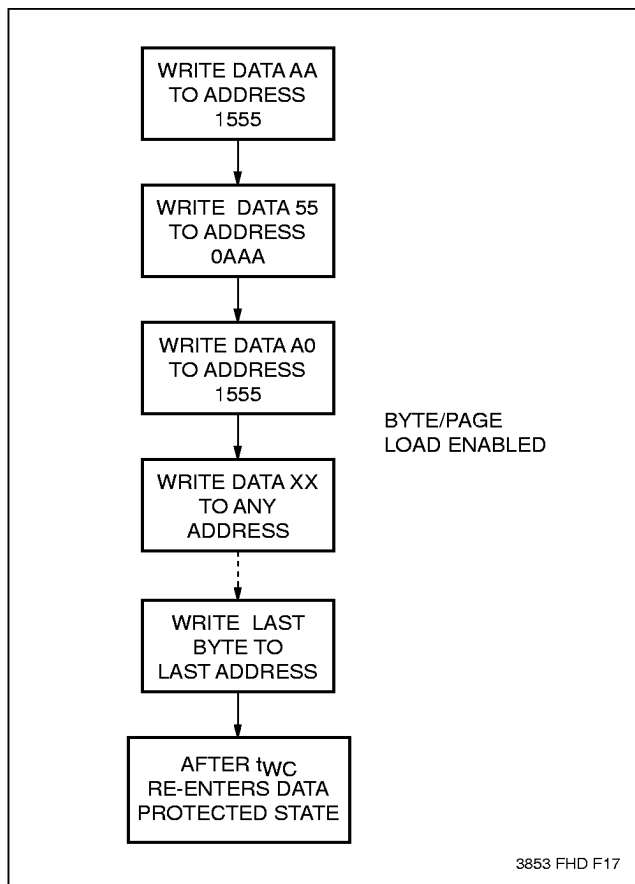 WRITE DATA AA
TO ADDRESS
1555
WRITE DATA 55
TO ADDRESS
0AAA
WRITE DATA A0
TO ADDRESS
1555
BYTE/PAGE
LOAD ENABLED
WRITE DATA XX
TO ANY
ADDRESS
WRITE LAST
BYTE TO
LAST ADDRESS
AFTER tWC
RE-ENTERS DATA
PROTECTED STATE
3853 FHD F17